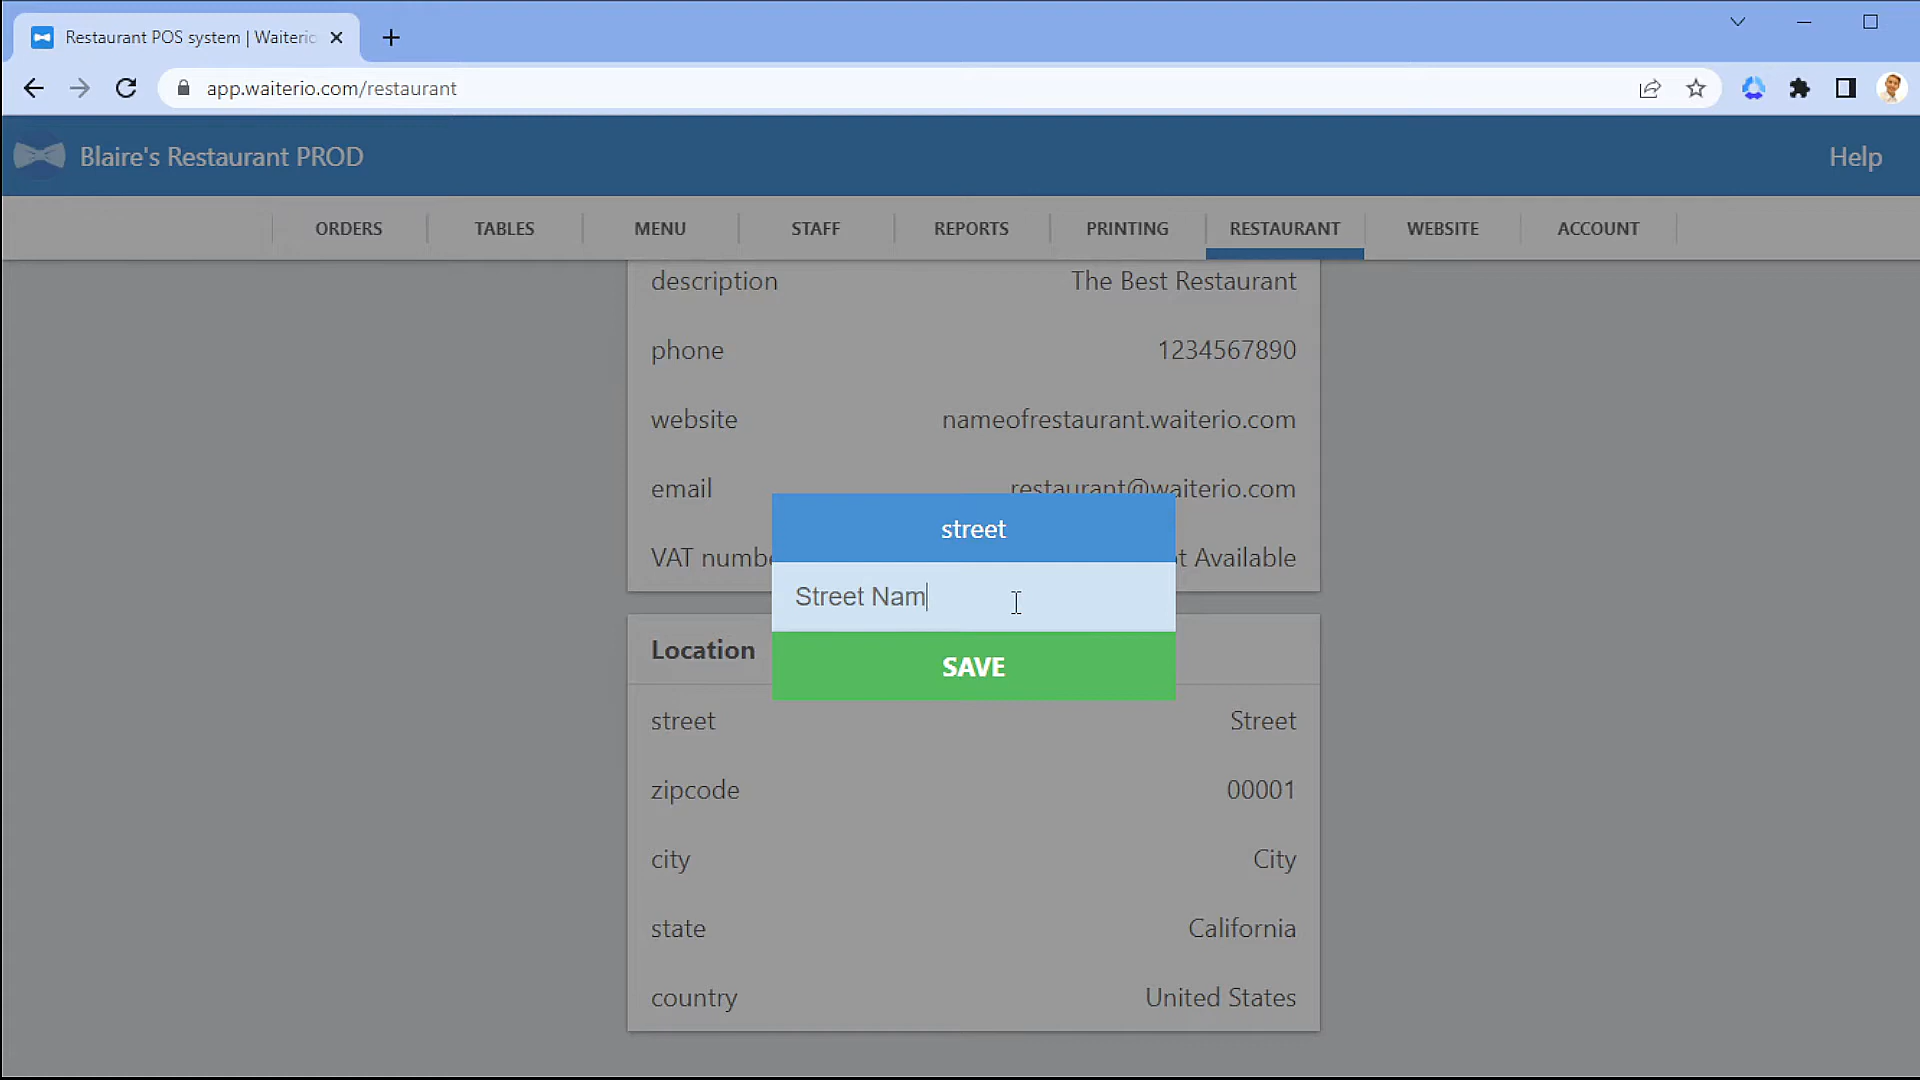 Restaurant POS system | Waiterio
app.waiterio.com/restaurant
Blaire's Restaurant PROD
Help
ORDERS TABLES MENU STAFF REPORTS PRINTING RESTAURANT WEBSITE ACCOUNT
description The Best Restaurant
phone 1234567890
website nameofrestaurant.waiterio.com
email restaurant@waiterio.com
street
VAT numbe t Available
Street Nam
Location
SAVE
street Street
zipcode 00001
city City
state California
country United States